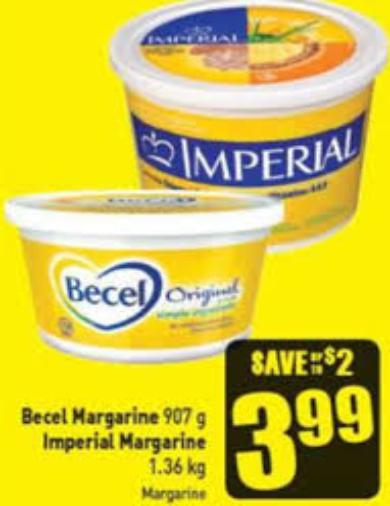 IMPERIAL
IMPERIAL
Becel
Original
SAVE UP TO $2
3.99
Becel Margarine 907 g
Imperial Margarine
1.36 kg
Margarine